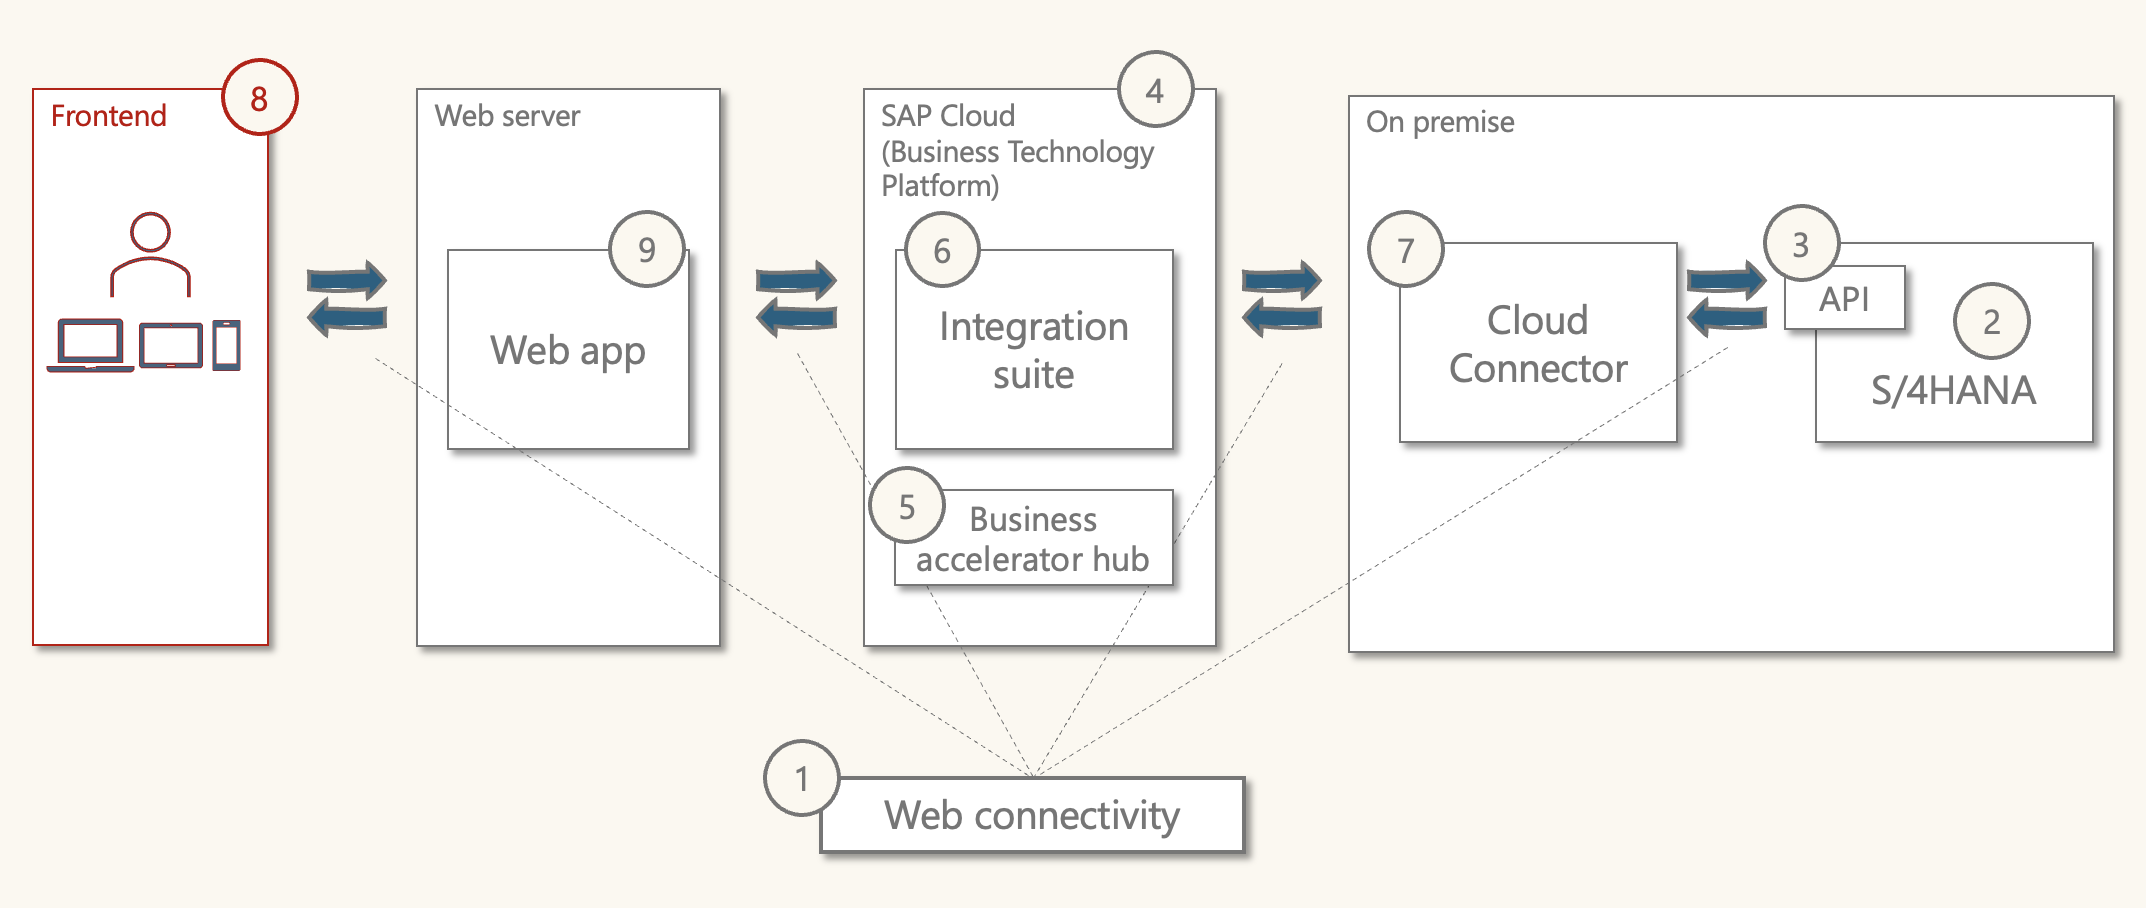 8
Frontend
Web server
9
Web app
4
SAP Cloud
(Business Technology
Platform)
6
Integration
suite
5
Business
accelerator hub
On premise
7
Cloud
Connector
3
API
2
S/4HANA
1
Web connectivity